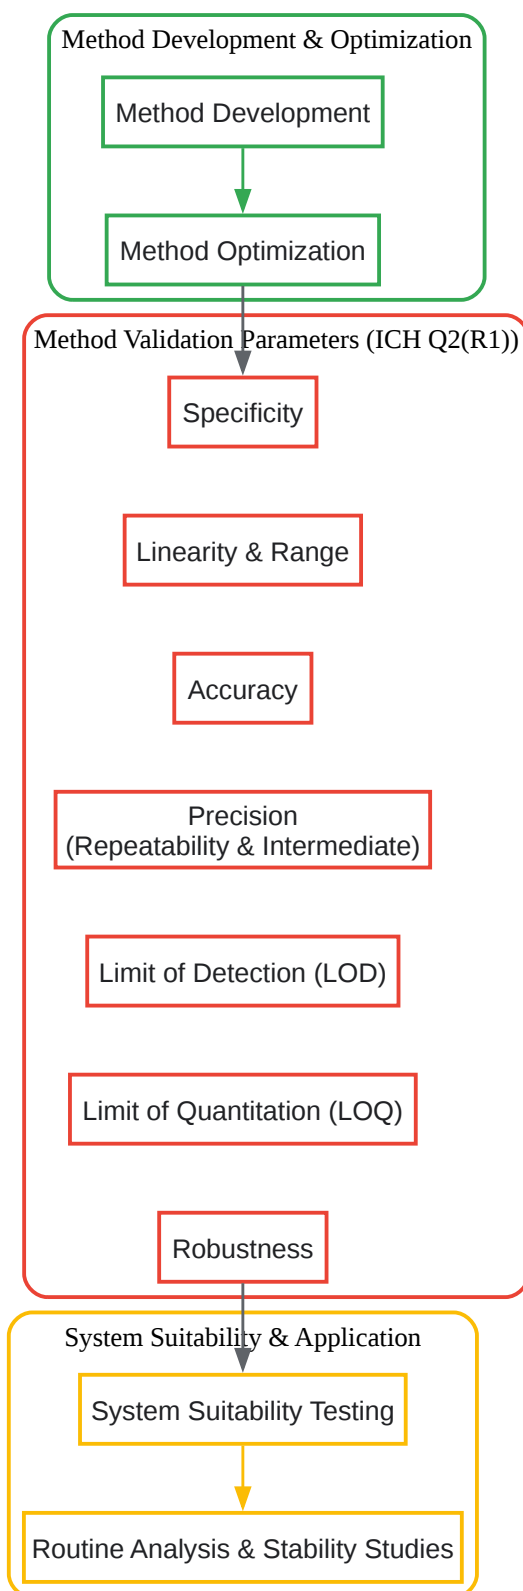 Method Development & Optimization
Method Development
Method Optimization
Method Validation Parameters (ICH Q2(R1))
Specificity
Linearity & Range
Accuracy
Precision
(Repeatability & Intermediate)
Limit of Detection (LOD)
Limit of Quantitation (LOQ)
Robustness
System Suitability & Application
System Suitability Testing
Routine Analysis & Stability Studies